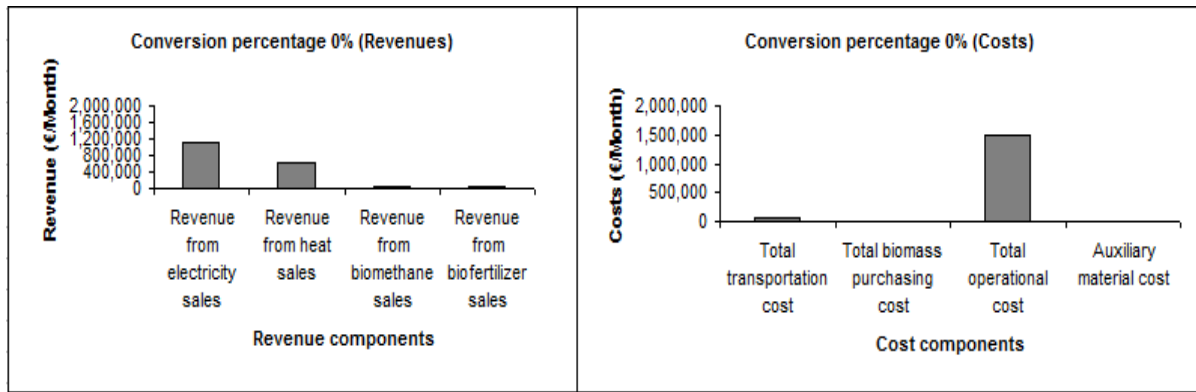 Conversion percentage 0% (Revenues)
Revenue (€/Month)
2,000,000
1,600,000
1,200,000
800,000
400,000
0
Revenue from electricity sales
Revenue from heat sales
Revenue from biomethane sales
Revenue from biofertilizer sales
Revenue components
Conversion percentage 0% (Costs)
Costs (€/Month)
2,000,000
1,500,000
1,000,000
500,000
0
Total transportation cost
Total biomass purchasing cost
Total operational cost
Auxiliary material cost
Cost components